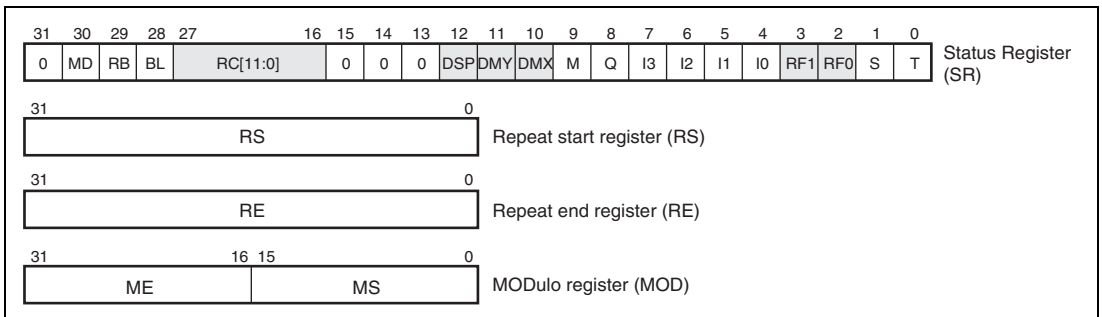 31 30 29 28 27 16 15 14 13 12 11 10 9 8 7 6 5 4 3 2 1 0
0 MD RB BL RC[11:0] 0 0 0 DSP DMY DMX M Q I3 I2 I1 I0 RF1 RF0 S T
Status Register
(SR)
31 0
RS Repeat start register (RS)
31 0
RE Repeat end register (RE)
31 16 15 0
ME MS MODulo register (MOD)